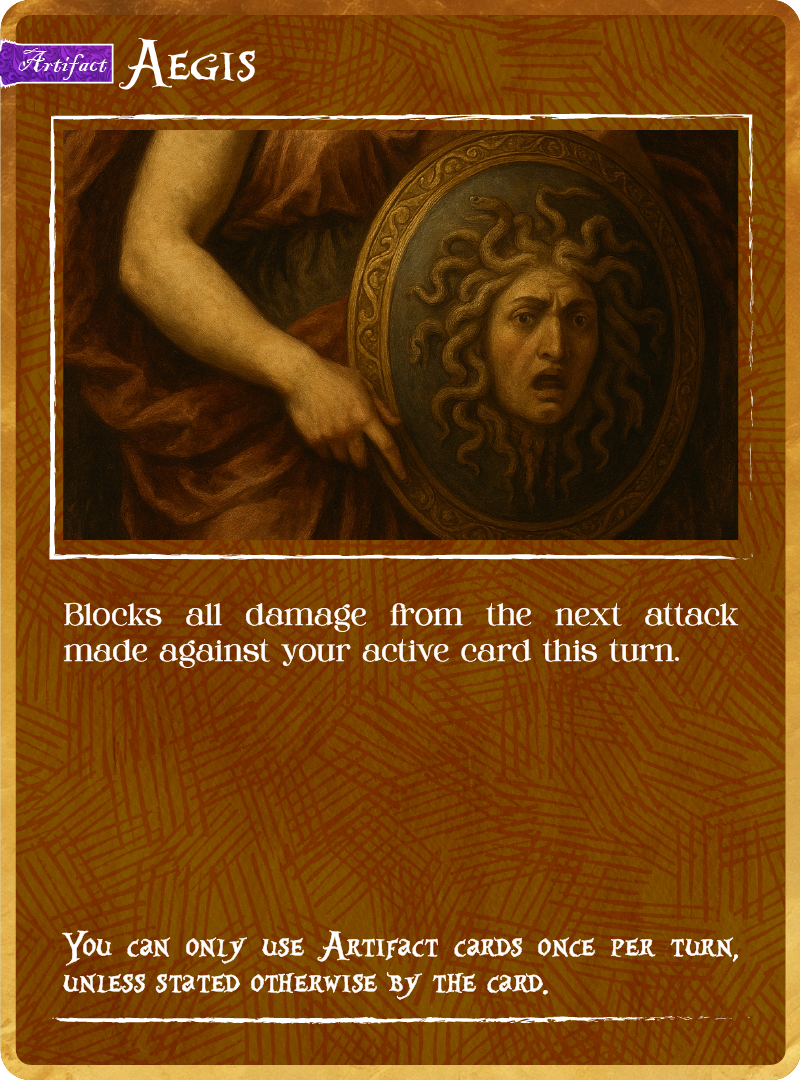 Artifact
Aegis
Blocks all damage from the next attack
made against your active card this turn.
You can only use Artifact cards once per turn,
unless stated otherwise by the card.